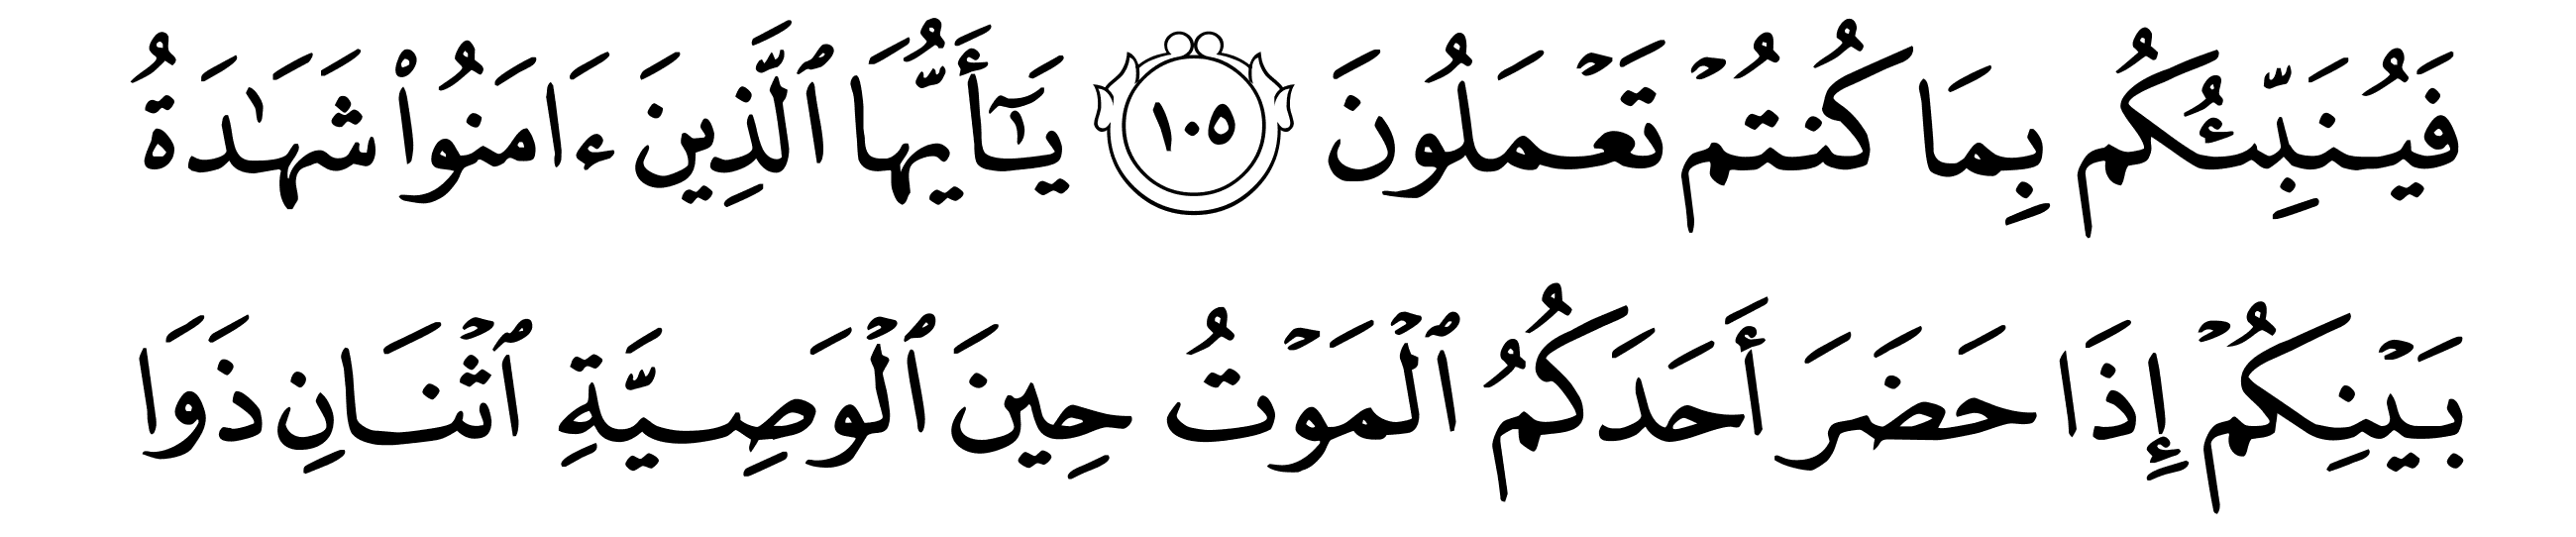 فَيُنَبِّئُكُم بِمَا كُنتُمۡ تَعۡمَلُونَ ١٠٥ يَٰٓأَيُّهَا ٱلَّذِينَ ءَامَنُواْ شَهَٰدَةُ
بَيۡنِكُمۡ إِذَا حَضَرَ أَحَدَكُمُ ٱلۡمَوۡتُ حِينَ ٱلۡوَصِيَّةِ ٱثۡنَانِ ذَوَا